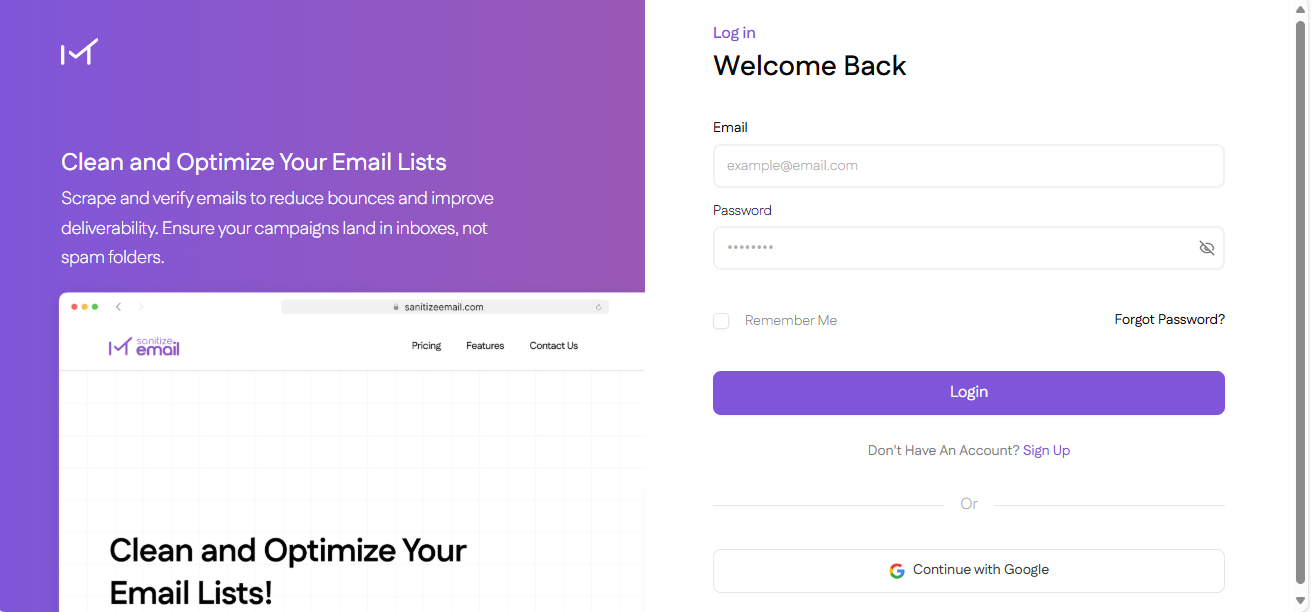 Clean and Optimize Your Email Lists
Scrape and verify emails to reduce bounces and improve
deliverability. Ensure your campaigns land in inboxes, not
spam folders.
sanitizeemail.com
sanitize
email
Pricing
Features
Contact Us
Clean and Optimize Your
Email Lists!
Log in
Welcome Back
Email
example@email.com
Password
••••••••
Remember Me
Forgot Password?
Login
Don't Have An Account? Sign Up
Or
Continue with Google